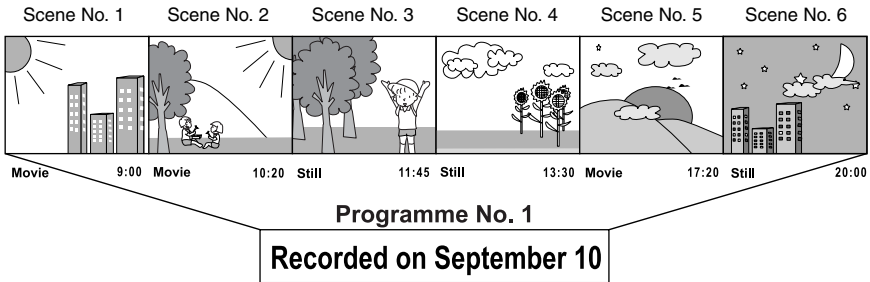 Scene No. 1 Scene No. 2 Scene No. 3 Scene No. 4 Scene No. 5 Scene No. 6
Movie 9:00 Movie 10:20 Still 11:45 Still 13:30 Movie 17:20 Still 20:00
Programme No. 1
Recorded on September 10